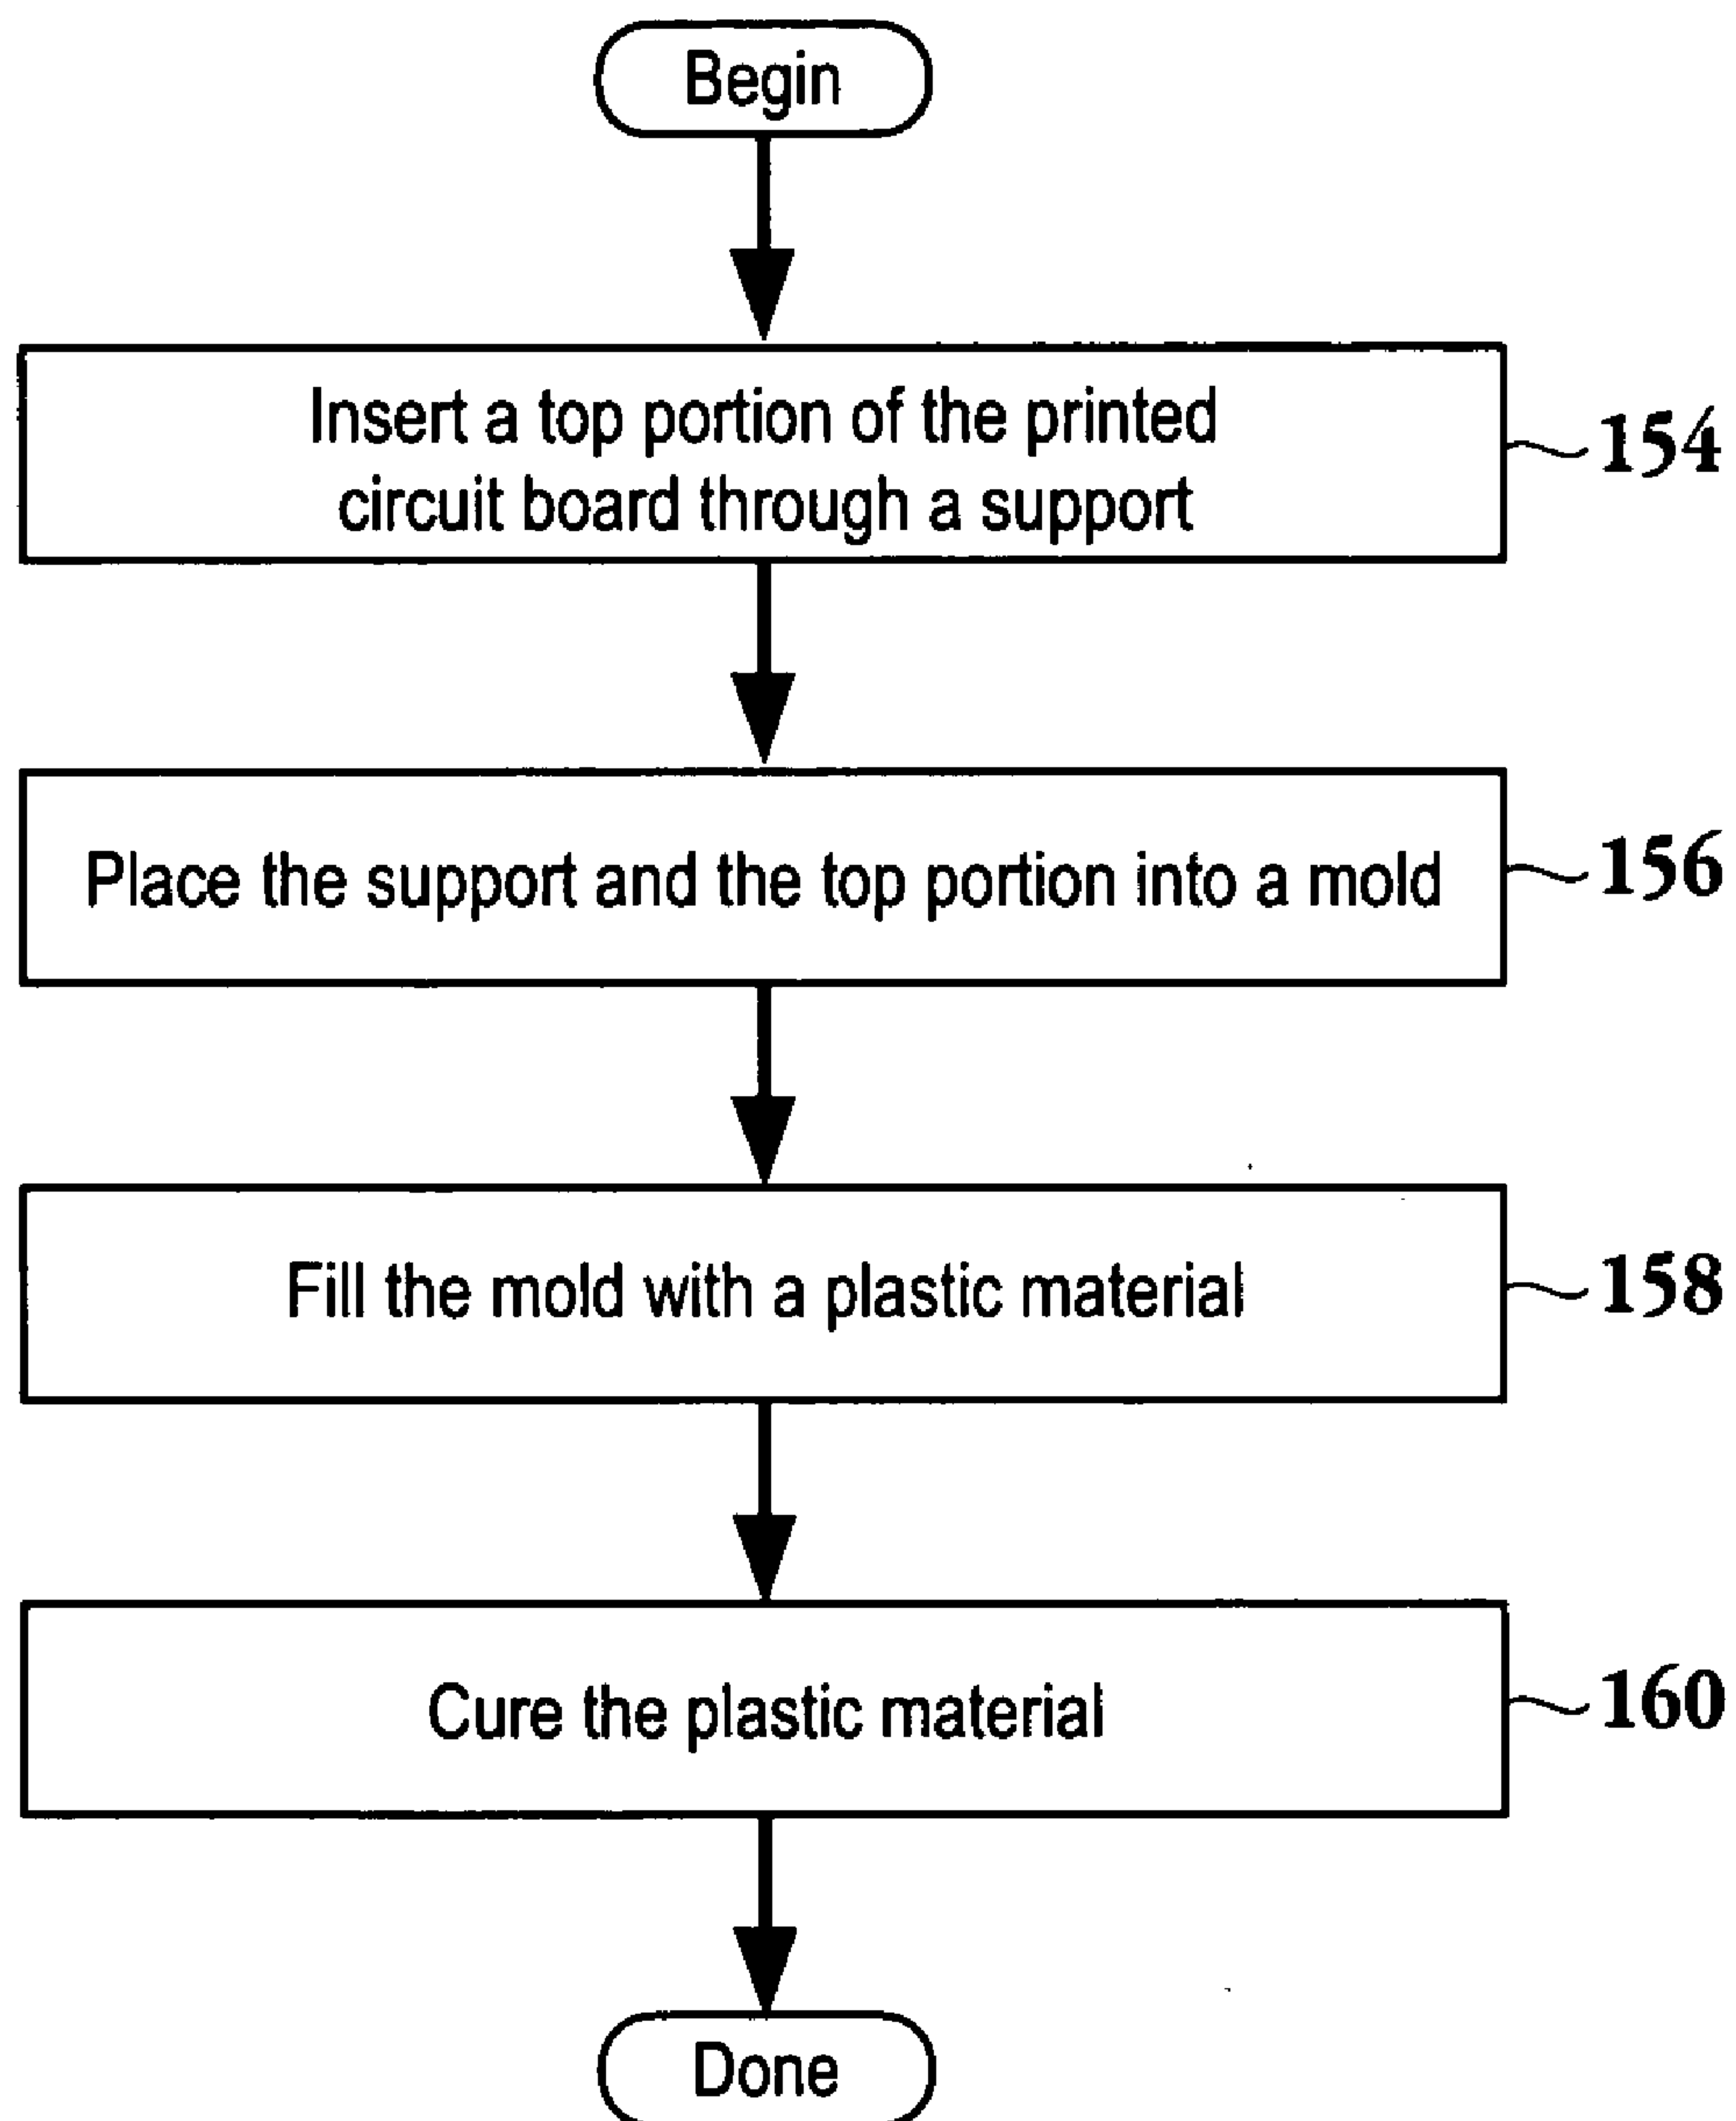 Begin
Insert a top portion of the printed
circuit board through a support
154
Place the support and the top portion into a mold
156
Fill the mold with a plastic material
158
Cure the plastic material
160
Done